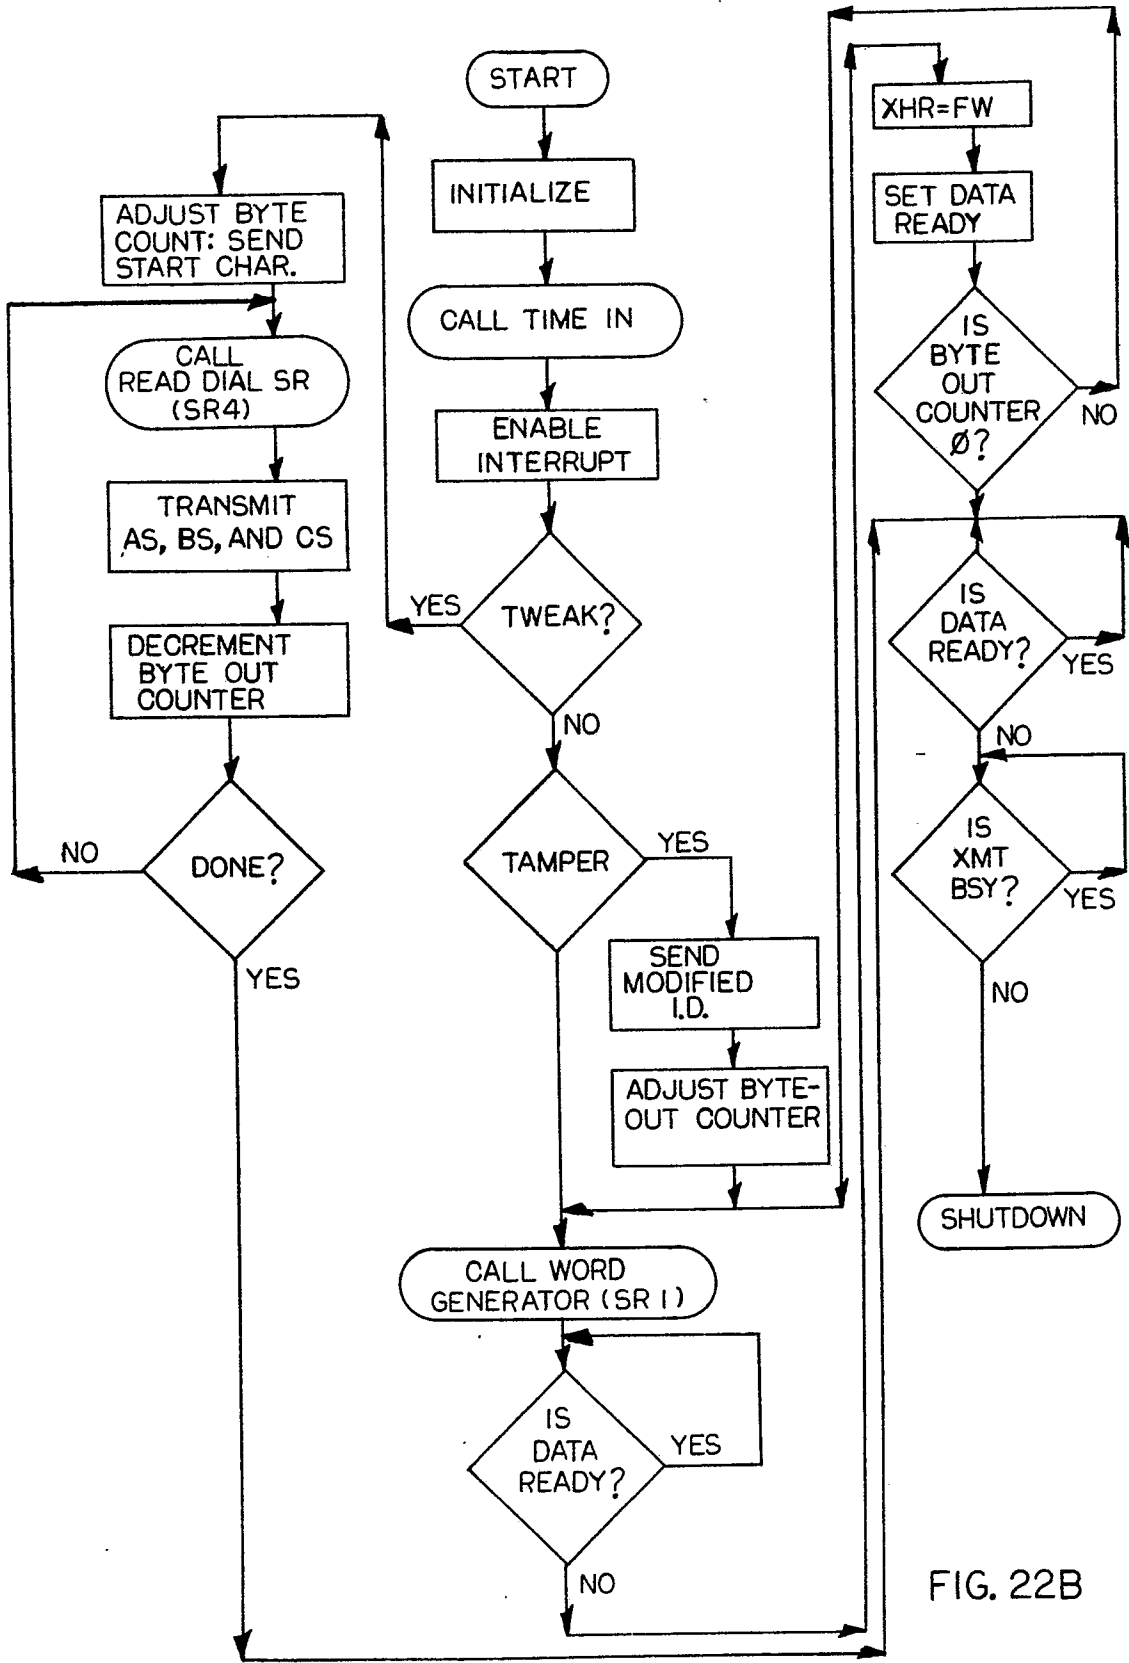 START
INITIALIZE
CALL TIME IN
ENABLE
INTERRUPT
TWEAK?
YES
NO
ADJUST BYTE
COUNT: SEND
START CHAR.
CALL
READ DIAL SR
(SR4)
TRANSMIT
AS, BS, AND CS
DECREMENT
BYTE OUT
COUNTER
DONE?
NO
YES
TAMPER
YES
SEND
MODIFIED
I.D.
ADJUST BYTE-
OUT COUNTER
CALL WORD
GENERATOR (SR 1)
IS
DATA
READY?
YES
NO
XHR=FW
SET DATA
READY
IS
BYTE
OUT
COUNTER
Ø?
NO
IS
DATA
READY?
YES
NO
IS
XMT
BSY?
YES
NO
SHUTDOWN
FIG. 22B